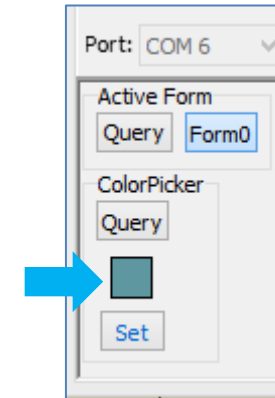 Port: COM 6
Active Form
Query Form0
ColorPicker
Query
Set